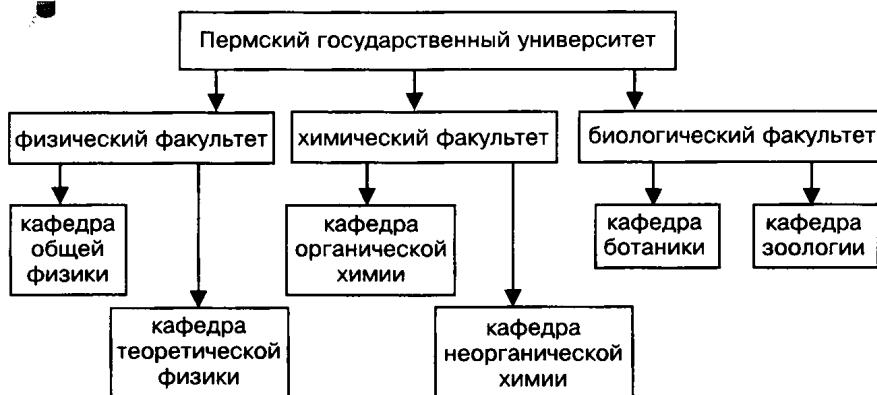 Пермский государственный университет
физический факультет
химический факультет
биологический факультет
кафедра
общей
физики
кафедра
теоретической
физики
кафедра
органической
химии
кафедра
неорганической
химии
кафедра
ботаники
кафедра
зоологии